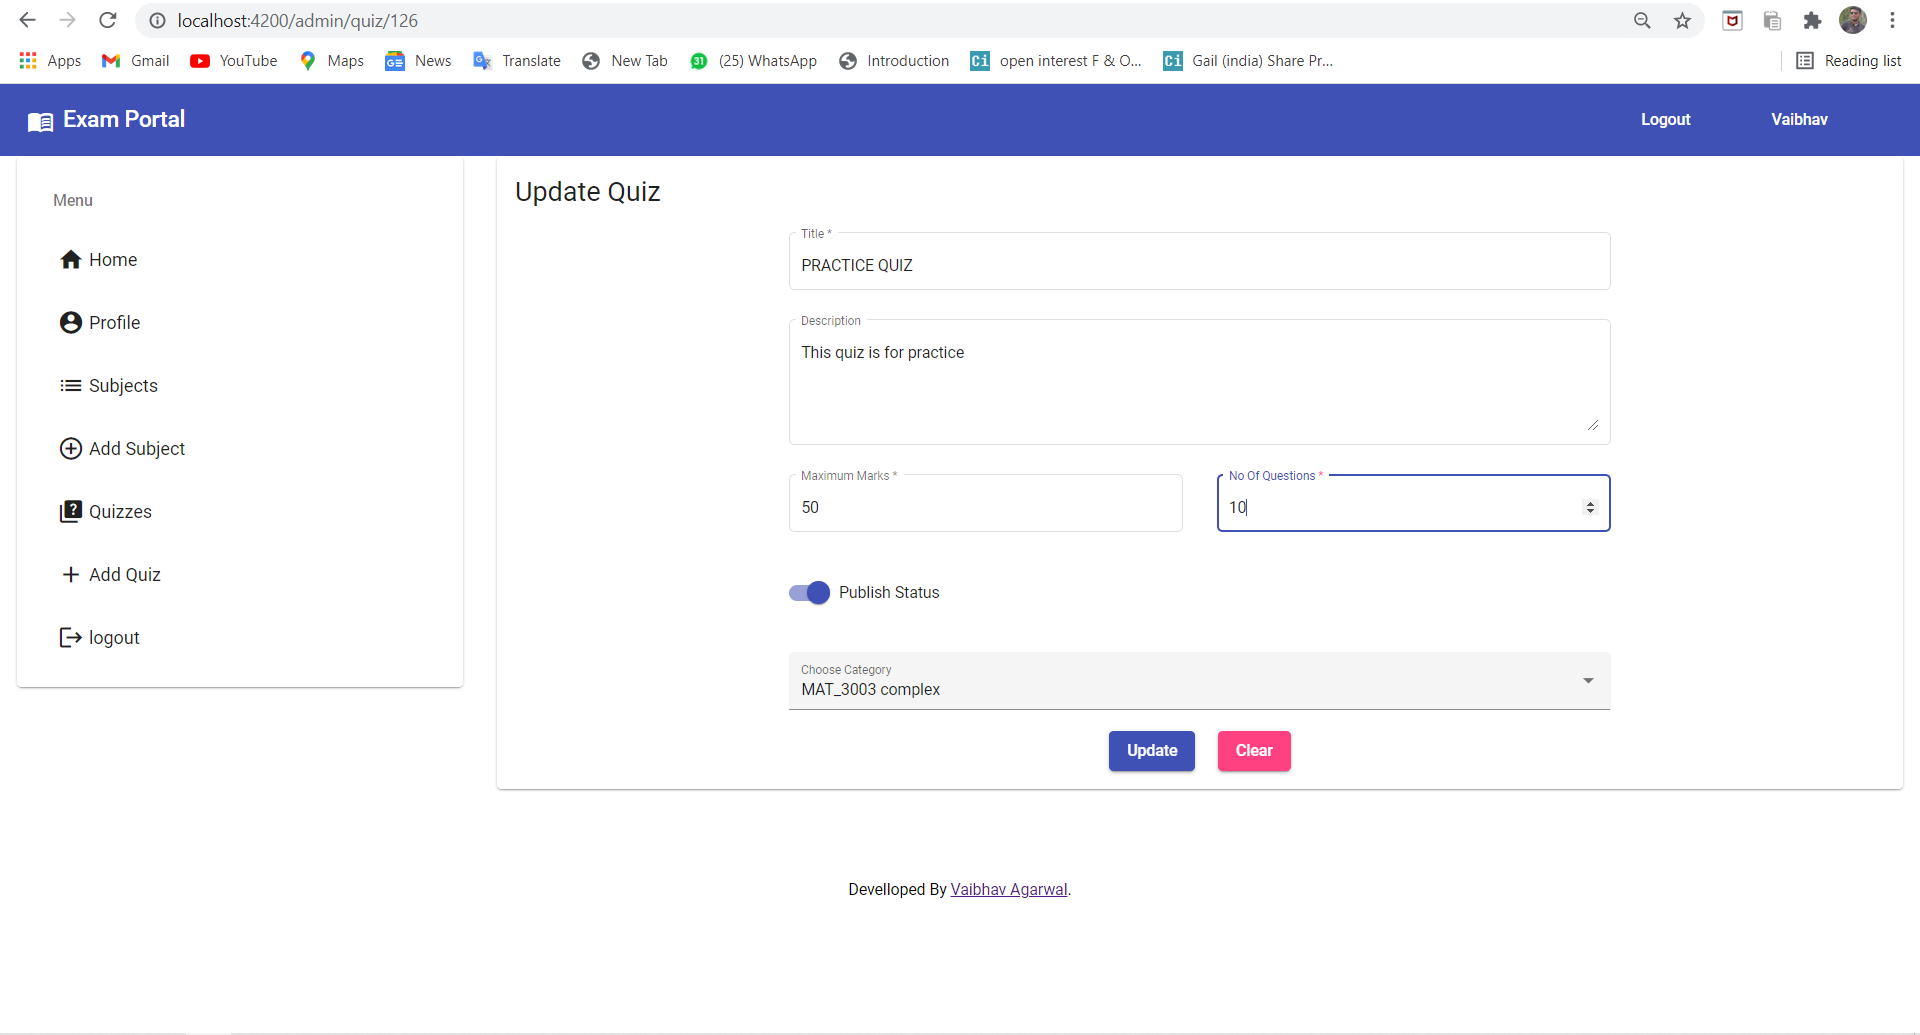 localhost:4200/admin/quiz/126
Apps Gmail YouTube Maps News Translate New Tab 31 (25) WhatsApp Introduction Ci open interest F & O... Ci Gail (india) Share Pr... Reading list
Exam Portal Logout Vaibhav
Menu
Home
Profile
Subjects
Add Subject
Quizzes
Add Quiz
logout
Update Quiz
Title *
PRACTICE QUIZ
Description
This quiz is for practice
Maximum Marks *
50
No Of Questions *
10
Publish Status
Choose Category
MAT_3003 complex
Update Clear
Develloped By Vaibhav Agarwal.